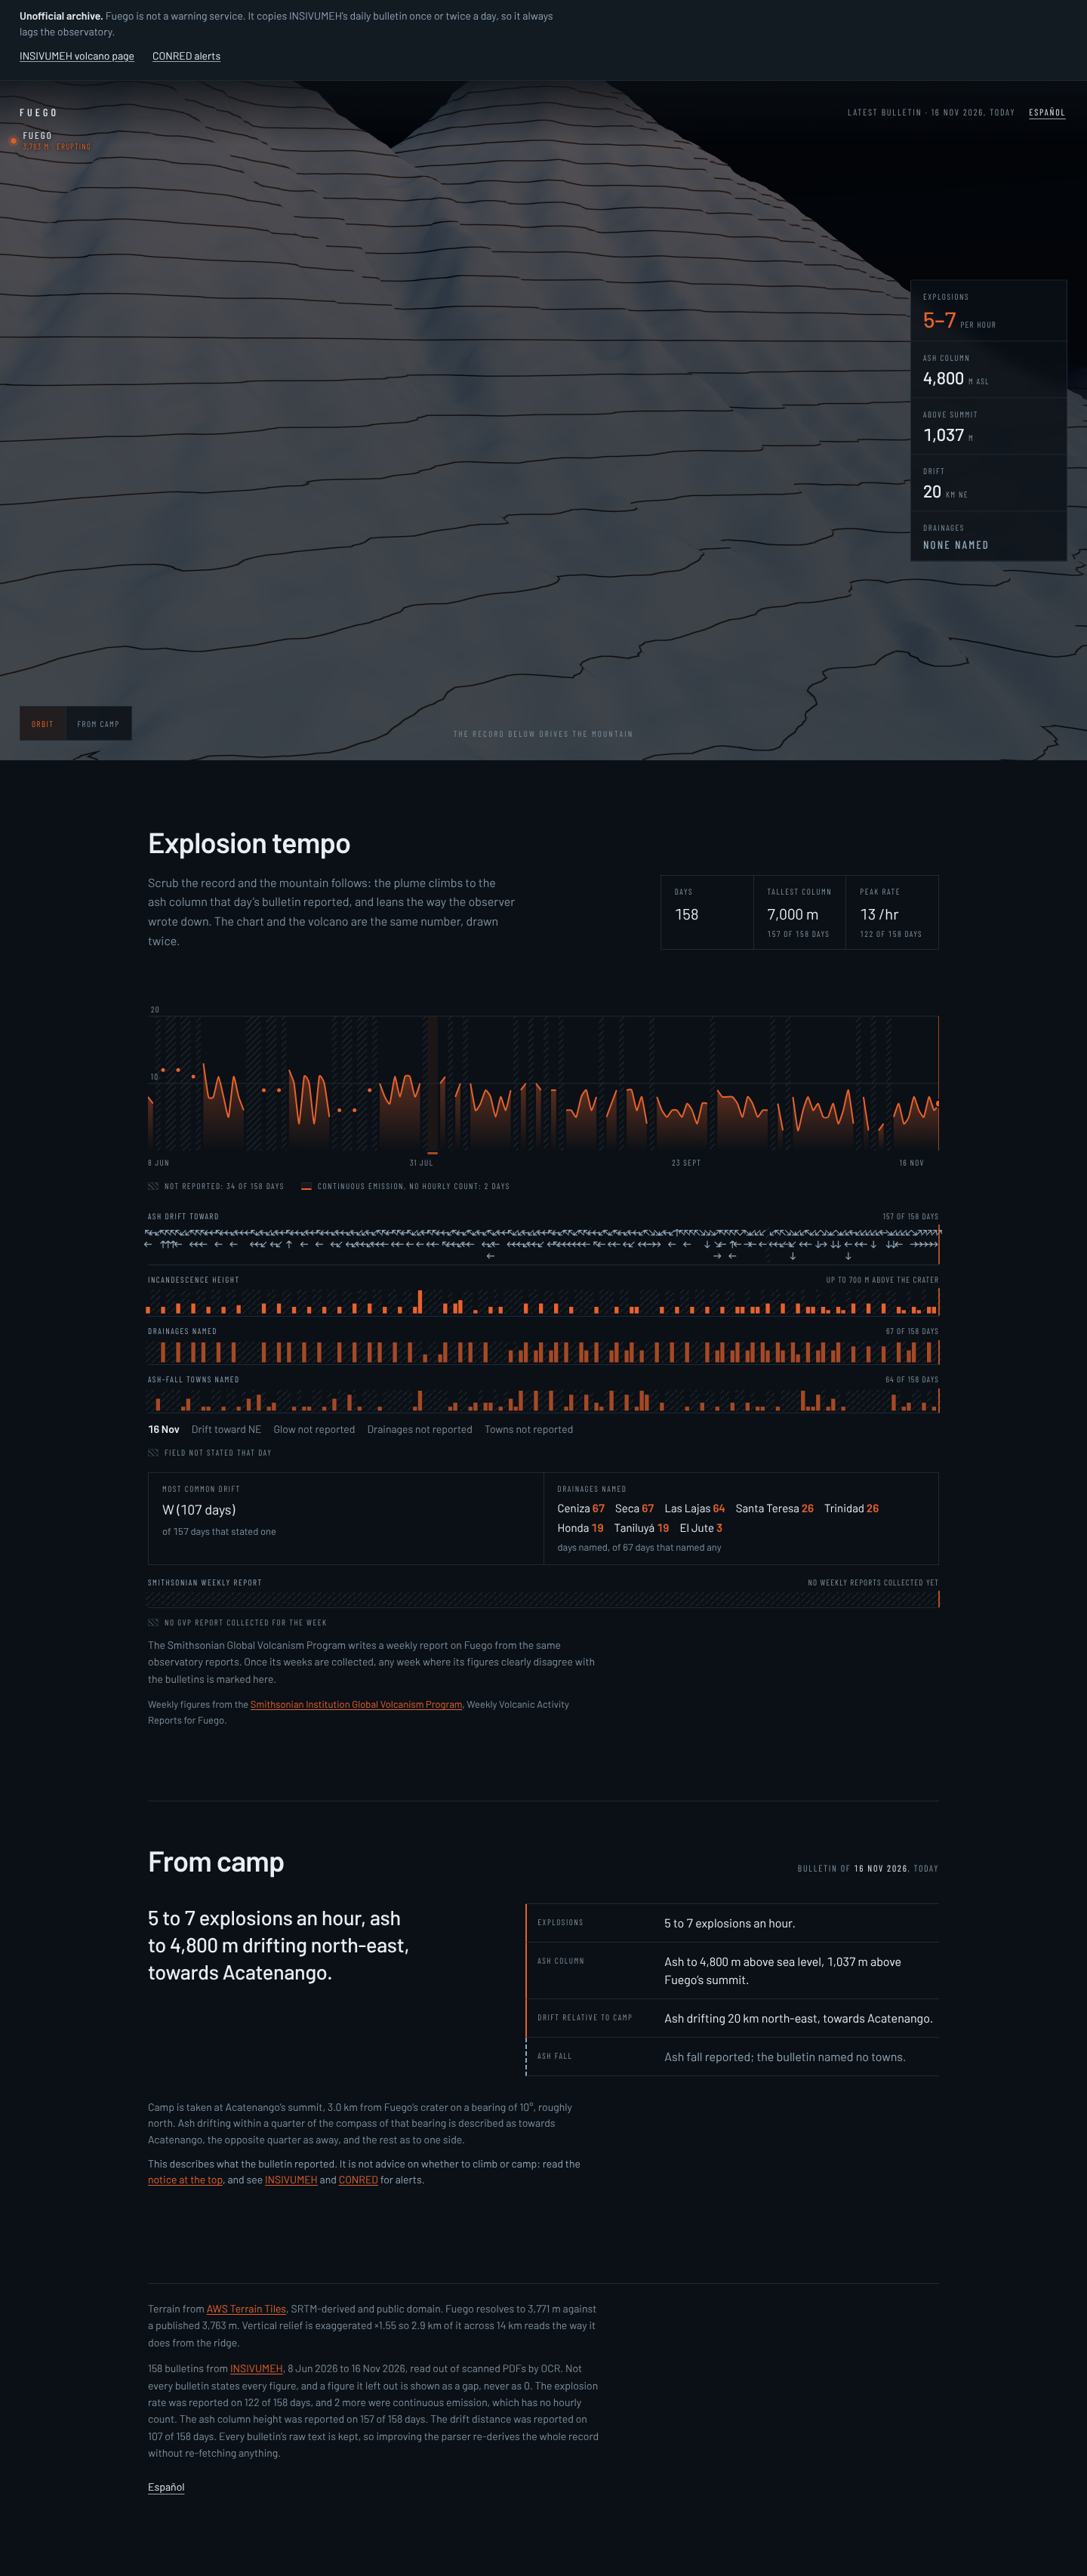 Unofficial archive. Fuego is not a warning service. It copies INSIVUMEH's daily bulletin once or twice a day, so it always
lags the observatory.
INSIVUMEH volcano page CONRED alerts
FUEGO
LATEST BULLETIN · 16 NOV 2026, TODAY ESPAÑOL
FUEGO
3,763 M · ERUPTING
EXPLOSIONS
5–7 PER HOUR
ASH COLUMN
4,800 M ASL
ABOVE SUMMIT
1,037 M
DRIFT
20 KM NE
DRAINAGES
NONE NAMED
ORBIT FROM CAMP
THE RECORD BELOW DRIVES THE MOUNTAIN
Explosion tempo
Scrub the record and the mountain follows: the plume climbs to the
ash column that day's bulletin reported, and leans the way the observer
wrote down. The chart and the volcano are the same number, drawn
twice.
DAYS
158
TALLEST COLUMN
7,000 m
157 OF 158 DAYS
PEAK RATE
13 /hr
122 OF 158 DAYS
20
10
8 JUN 31 JUL 23 SEPT 16 NOV
NOT REPORTED: 34 OF 158 DAYS CONTINUOUS EMISSION, NO HOURLY COUNT: 2 DAYS
ASH DRIFT TOWARD 157 OF 158 DAYS
INCANDESCENCE HEIGHT UP TO 700 M ABOVE THE CRATER
DRAINAGES NAMED 67 OF 158 DAYS
ASH-FALL TOWNS NAMED 64 OF 158 DAYS
16 Nov Drift toward NE Glow not reported Drainages not reported Towns not reported
FIELD NOT STATED THAT DAY
MOST COMMON DRIFT
W (107 days)
of 157 days that stated one
DRAINAGES NAMED
Ceniza 67 Seca 67 Las Lajas 64 Santa Teresa 26 Trinidad 26
Honda 19 Taniluyá 19 El Jute 3
days named, of 67 days that named any
SMITHSONIAN WEEKLY REPORT NO WEEKLY REPORTS COLLECTED YET
NO GVP REPORT COLLECTED FOR THE WEEK
The Smithsonian Global Volcanism Program writes a weekly report on Fuego from the same
observatory reports. Once its weeks are collected, any week where its figures clearly disagree with
the bulletins is marked here.
Weekly figures from the Smithsonian Institution Global Volcanism Program, Weekly Volcanic Activity
Reports for Fuego.
From camp
BULLETIN OF 16 NOV 2026, TODAY
5 to 7 explosions an hour, ash
to 4,800 m drifting north-east,
towards Acatenango.
EXPLOSIONS 5 to 7 explosions an hour.
ASH COLUMN Ash to 4,800 m above sea level, 1,037 m above
Fuego's summit.
DRIFT RELATIVE TO CAMP Ash drifting 20 km north-east, towards Acatenango.
ASH FALL Ash fall reported; the bulletin named no towns.
Camp is taken at Acatenango's summit, 3.0 km from Fuego's crater on a bearing of 10°, roughly
north. Ash drifting within a quarter of the compass of that bearing is described as towards
Acatenango, the opposite quarter as away, and the rest as to one side.
This describes what the bulletin reported. It is not advice on whether to climb or camp: read the
notice at the top, and see INSIVUMEH and CONRED for alerts.
Terrain from AWS Terrain Tiles, SRTM-derived and public domain. Fuego resolves to 3,771 m against
a published 3,763 m. Vertical relief is exaggerated ×1.55 so 2.9 km of it across 14 km reads the way it
does from the ridge.
158 bulletins from INSIVUMEH, 8 Jun 2026 to 16 Nov 2026, read out of scanned PDFs by OCR. Not
every bulletin states every figure, and a figure it left out is shown as a gap, never as 0. The explosion
rate was reported on 122 of 158 days, and 2 more were continuous emission, which has no hourly
count. The ash column height was reported on 157 of 158 days. The drift distance was reported on
107 of 158 days. Every bulletin's raw text is kept, so improving the parser re-derives the whole record
without re-fetching anything.
Español